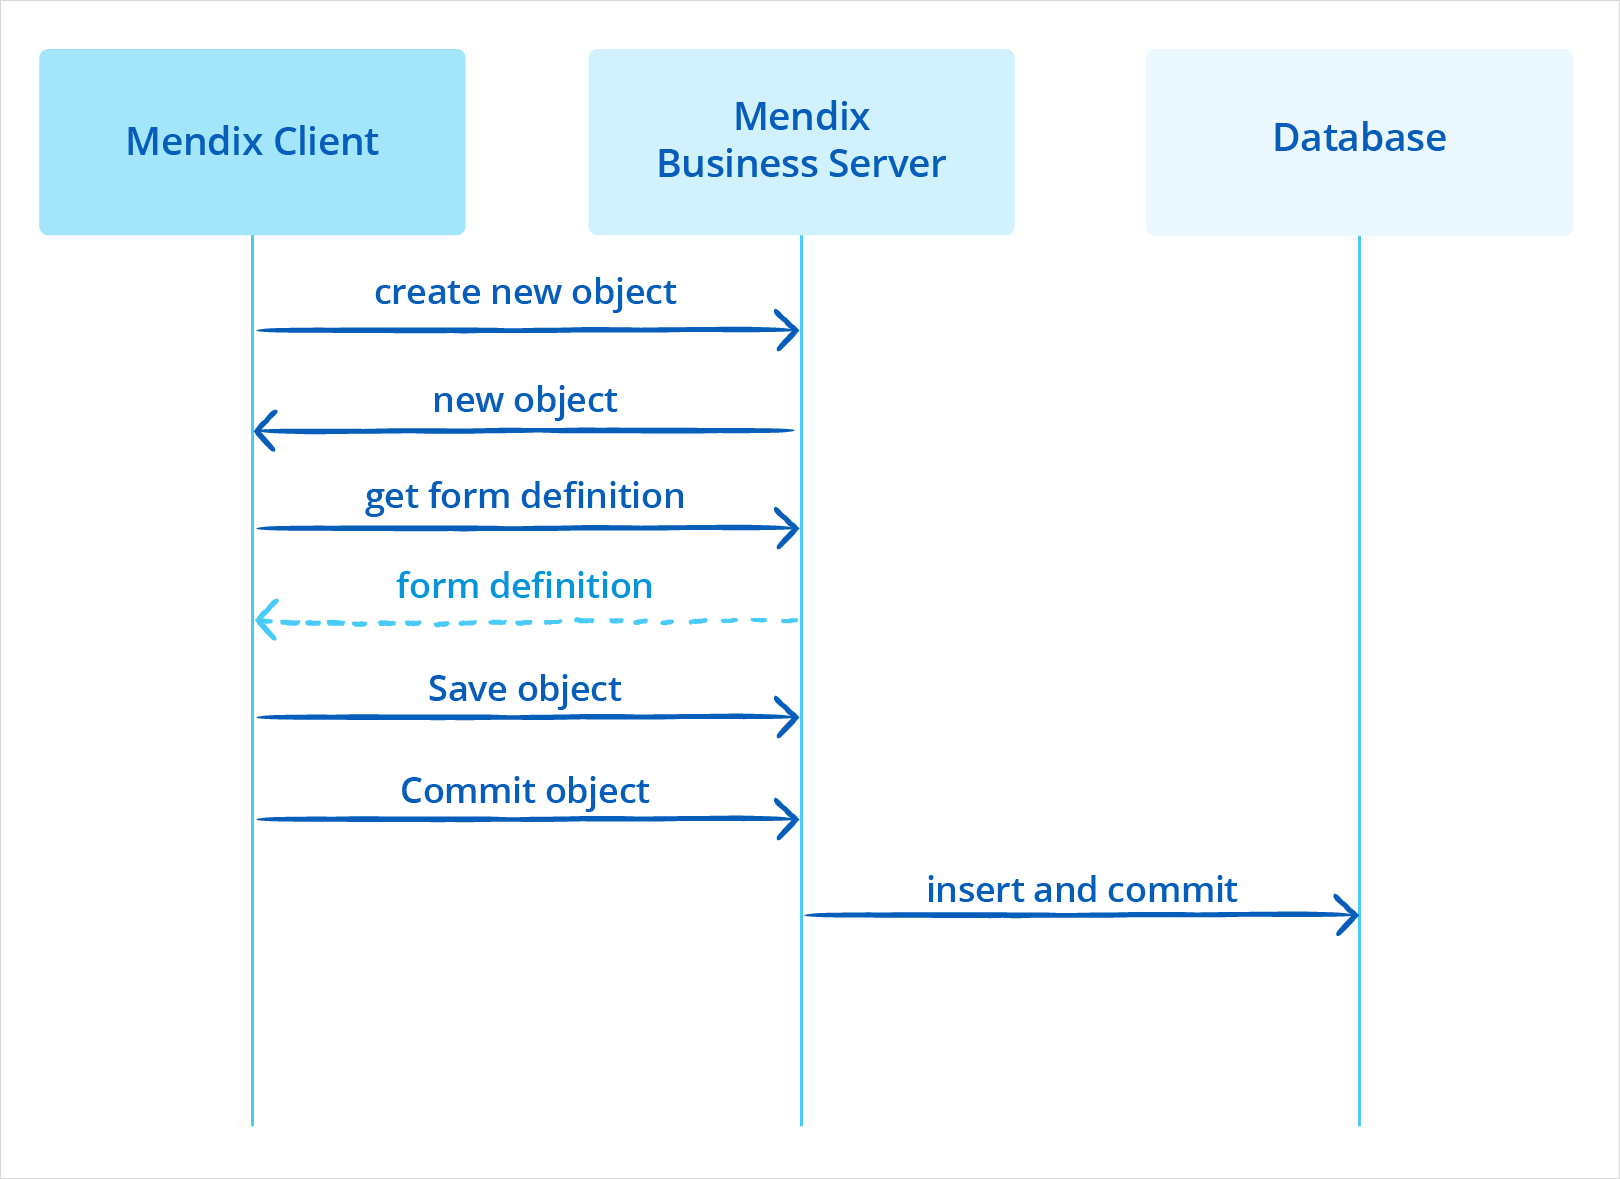 Mendix Client
Mendix
Business Server
Database
create new object
new object
get form definition
form definition
Save object
Commit object
insert and commit